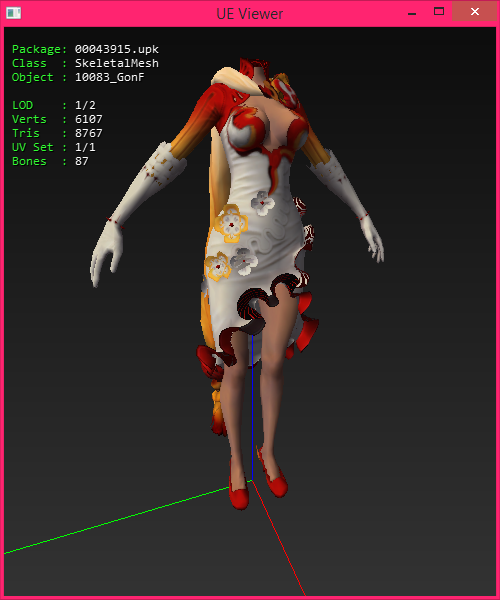 UE Viewer
Package: 00043915.upk
Class : SkeletalMesh
Object : 10083_GonF
LOD : 1/2
Verts : 6107
Tris : 8767
UV Set : 1/1
Bones : 87